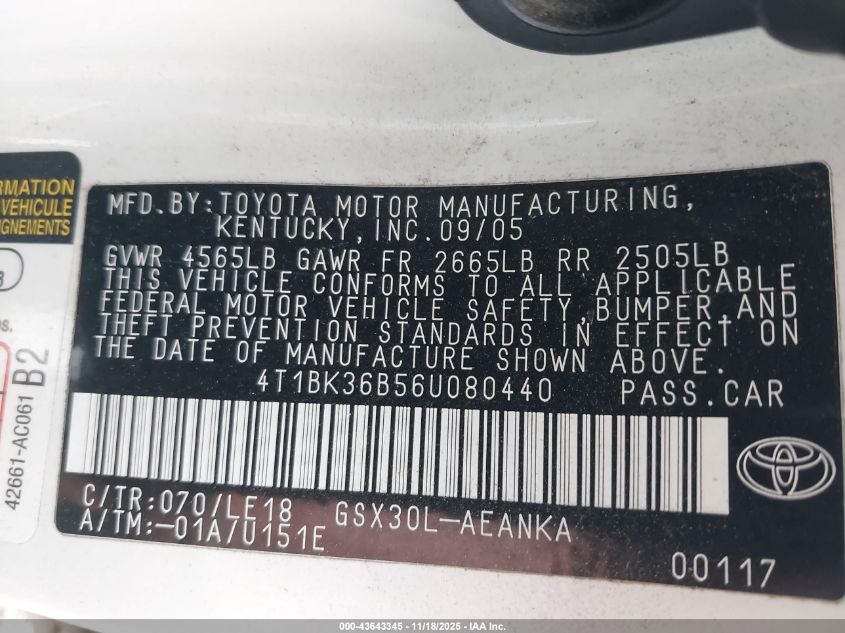 RMATION
VEHICULE
IGNEMENTS
42661-AC061
B2
MFD.BY:TOYOTA MOTOR MANUFACTURING,
KENTUCKY,INC.09/05
GVWR 4565LB GAWR FR 2665LB RR 2505LB
THIS VEHICLE CONFORMS TO ALL APPLICABLE
FEDERAL MOTOR VEHICLE SAFETY,BUMPER,AND
THEFT PREVENTION STANDARDS IN EFFECT ON
THE DATE OF MANUFACTURE SHOWN ABOVE.
4T1BK36B56U080440 PASS.CAR
C/TR:070/LE18 GSX30L-AEANKA
A/TM:-01A/U151E
00117
000-43643345 - 11/18/2025 - IAA Inc.